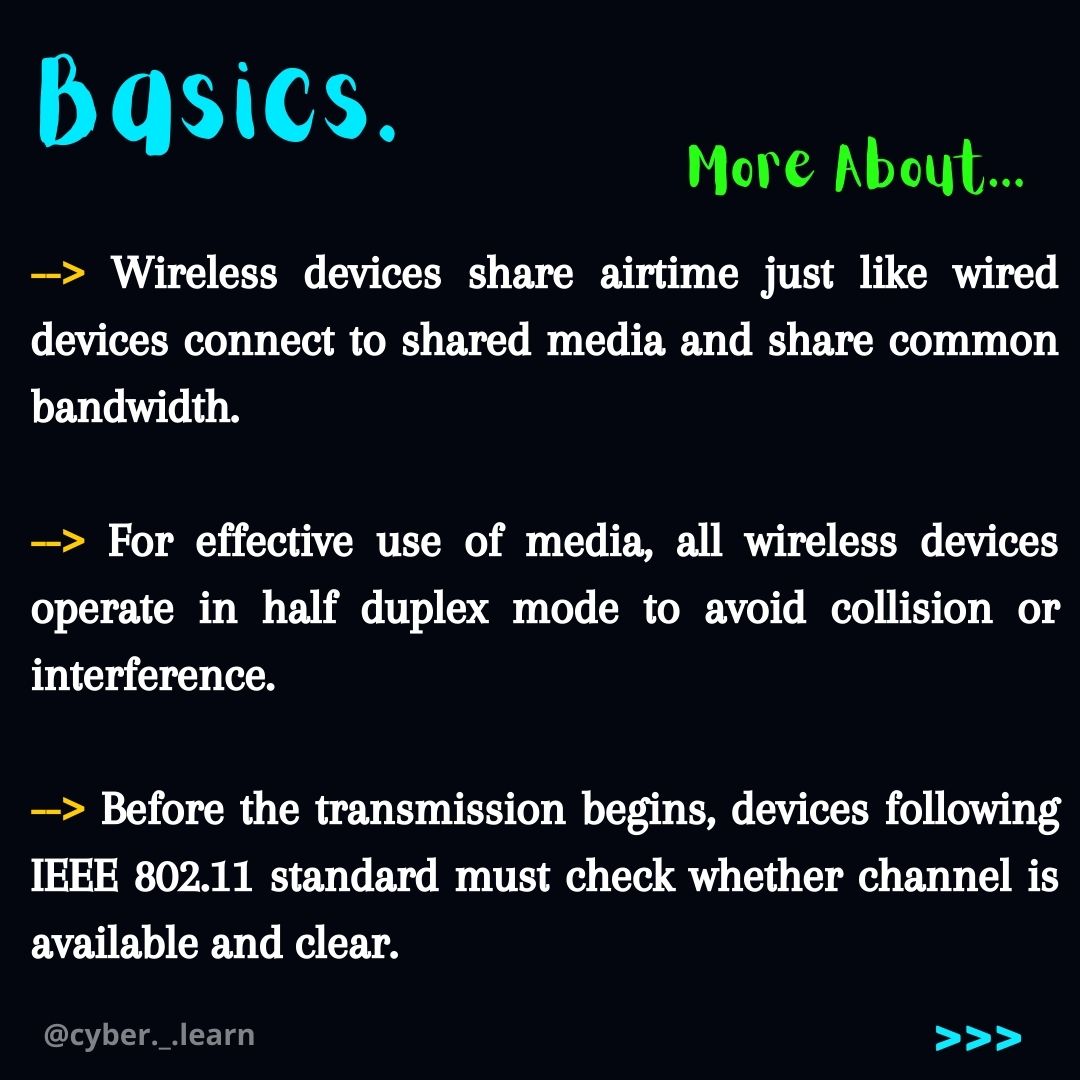 Basics.
More About...
--> Wireless devices share airtime just like wired
devices connect to shared media and share common
bandwidth.
--> For effective use of media, all wireless devices
operate in half duplex mode to avoid collision or
interference.
--> Before the transmission begins, devices following
IEEE 802.11 standard must check whether channel is
available and clear.
@cyber._.learn
>>>